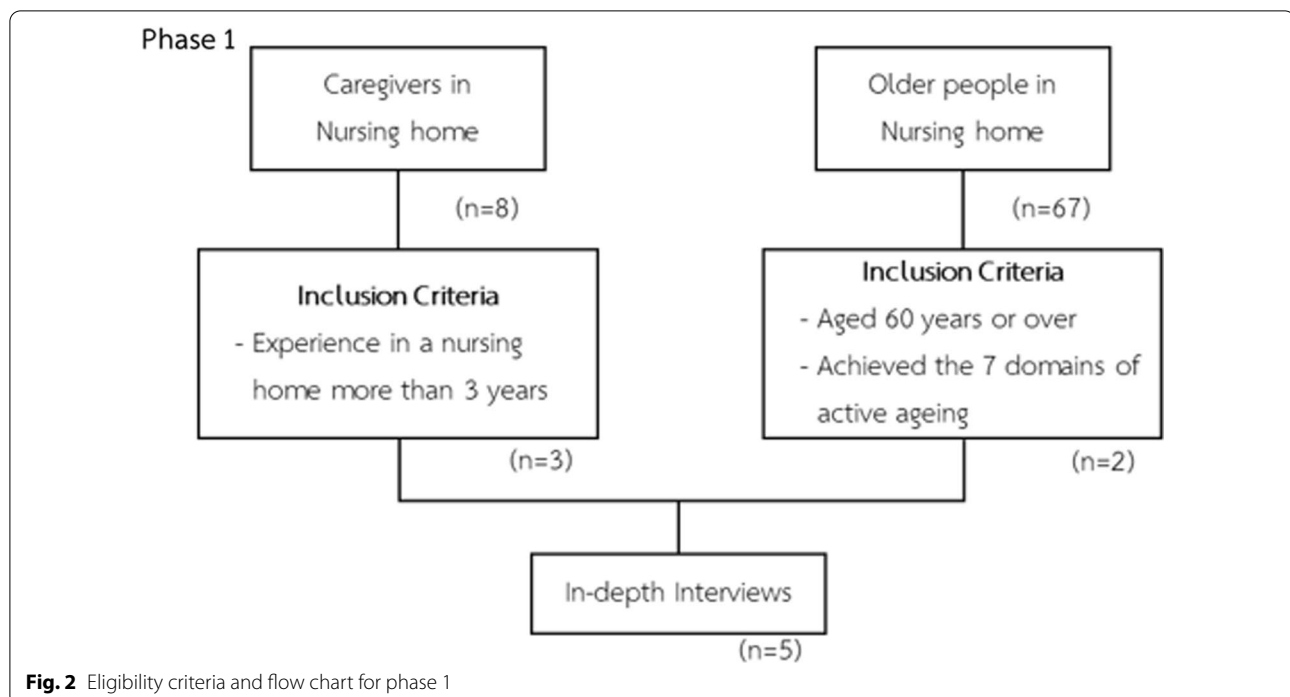 Phase 1
Caregivers in
Nursing home
(n=8)
Older people in
Nursing home
(n=67)
Inclusion Criteria
- Experience in a nursing
home more than 3 years
(n=3)
Inclusion Criteria
- Aged 60 years or over
- Achieved the 7 domains of
active ageing
(n=2)
In-depth Interviews
(n=5)
Fig. 2 Eligibility criteria and flow chart for phase 1